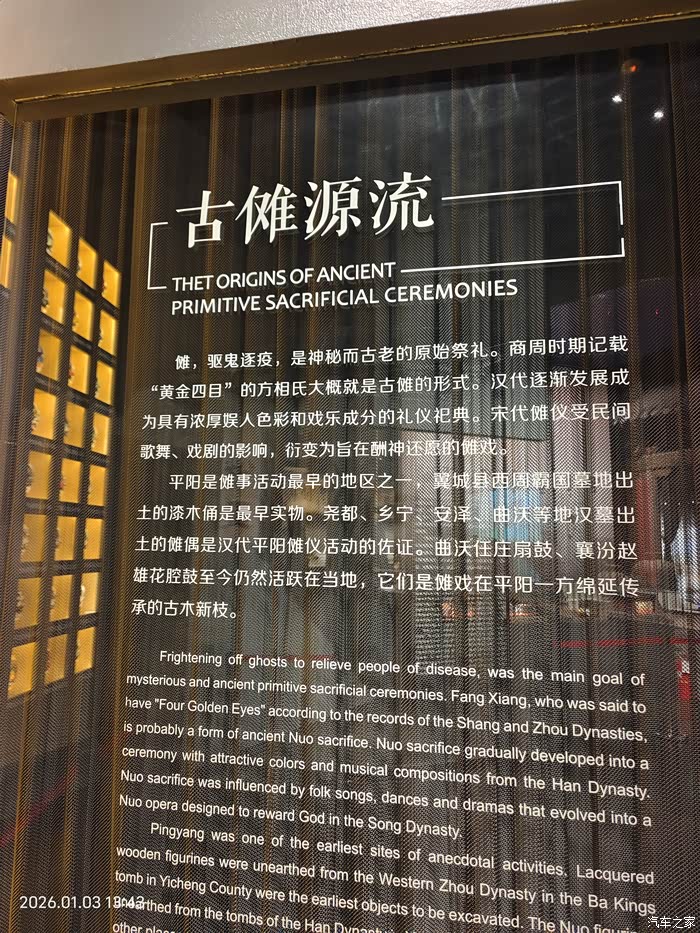 古傩源流
THET ORIGINS OF ANCIENT
PRIMITIVE SACRIFICIAL CEREMONIES
傩，驱鬼逐疫，是神秘而古老的原始祭礼。商周时期记载
“黄金四目”的方相氏大概就是古傩的形式。汉代逐渐发展成
为具有浓厚娱人色彩和戏乐成分的礼仪祀典。宋代傩仪受民间
歌舞、戏剧的影响，衍变为旨在酬神还愿的傩戏。
平阳是傩事活动最早的地区之一，翼城县西周霸国墓地出
土的漆木俑是最早实物。尧都、乡宁、安泽、曲沃等地汉墓出
土的傩偶是汉代平阳傩仪活动的佐证。曲沃任庄扇鼓、襄汾赵
雄花腔鼓至今仍然活跃在当地，它们是傩戏在平阳一方绵延传
承的古木新枝。
Frightening off ghosts to relieve people of disease, was the main goal of
mysterious and ancient primitive sacrificial ceremonies. Fang Xiang, who was said to
have "Four Golden Eyes" according to the records of the Shang and Zhou Dynasties,
is probably a form of ancient Nuo sacrifice. Nuo sacrifice gradually developed into a
ceremony with attractive colors and musical compositions from the Han Dynasty.
Nuo sacrifice was influenced by folk songs, dances and dramas that evolved into a
Nuo opera designed to reward God in the Song Dynasty.
Pingyang was one of the earliest sites of anecdotal activities. Lacquered
wooden figurines were unearthed from the Western Zhou Dynasty in the Ba Kings
tomb in Yicheng County were the earliest objects to be excavated. The Nuo
from the tombs of the Han
other
2026.01.03
汽车之家